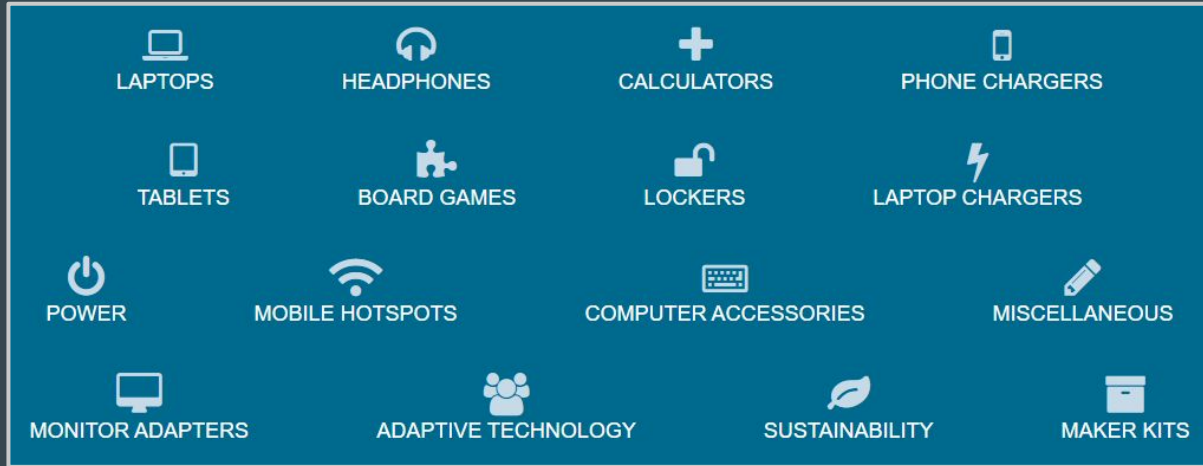 LAPTOPS HEADPHONES CALCULATORS PHONE CHARGERS
TABLETS BOARD GAMES LOCKERS LAPTOP CHARGERS
POWER MOBILE HOTSPOTS COMPUTER ACCESSORIES MISCELLANEOUS
MONITOR ADAPTERS ADAPTIVE TECHNOLOGY SUSTAINABILITY MAKER KITS